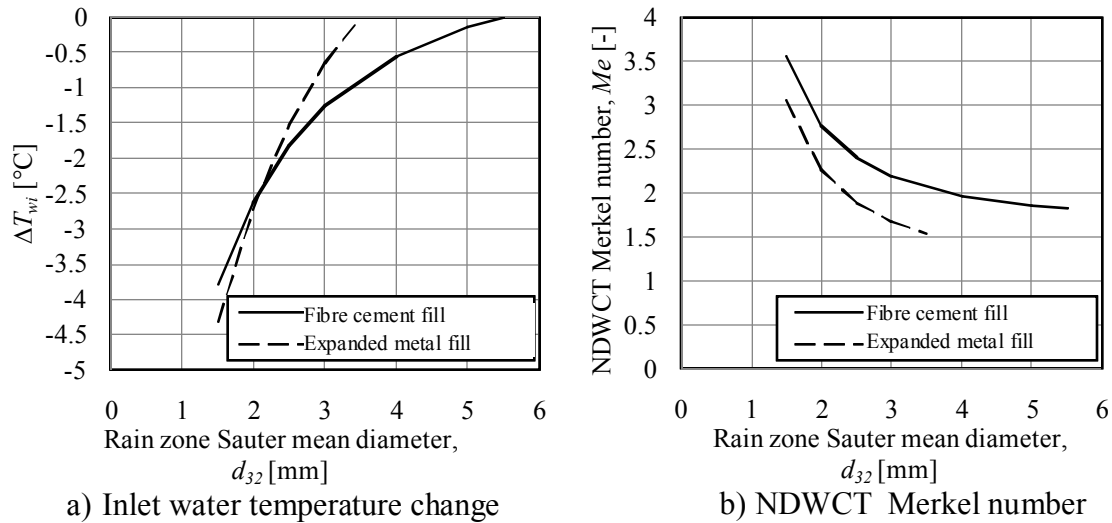 0
-0.5
-1
-1.5
-2
-2.5
-3
-3.5
-4
-4.5
-5
ΔTwi [°C]
Fibre cement fill
Expanded metal fill
0 1 2 3 4 5 6
Rain zone Sauter mean diameter,
d32 [mm]
a) Inlet water temperature change
4
3.5
3
2.5
2
1.5
1
0.5
0
NDWCT Merkel number, Me [-]
Fibre cement fill
Expanded metal fill
0 1 2 3 4 5 6
Rain zone Sauter mean diameter,
d32 [mm]
b) NDWCT Merkel number